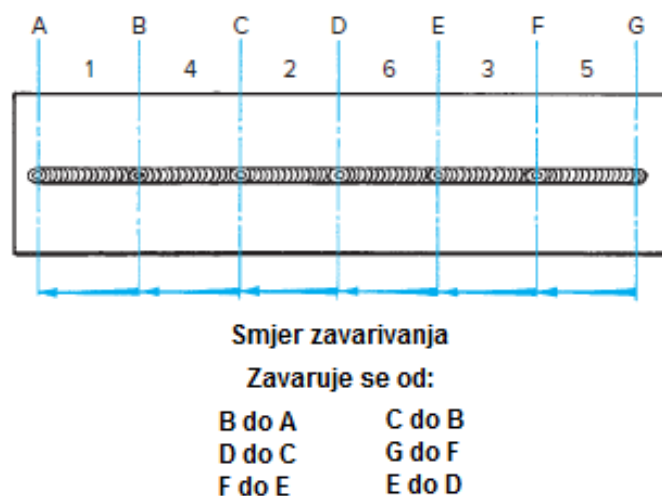 A B C D E F G
1 4 2 6 3 5
Smjer zavarivanja
Zavaruje se od:
B do A C do B
D do C G do F
F do E E do D